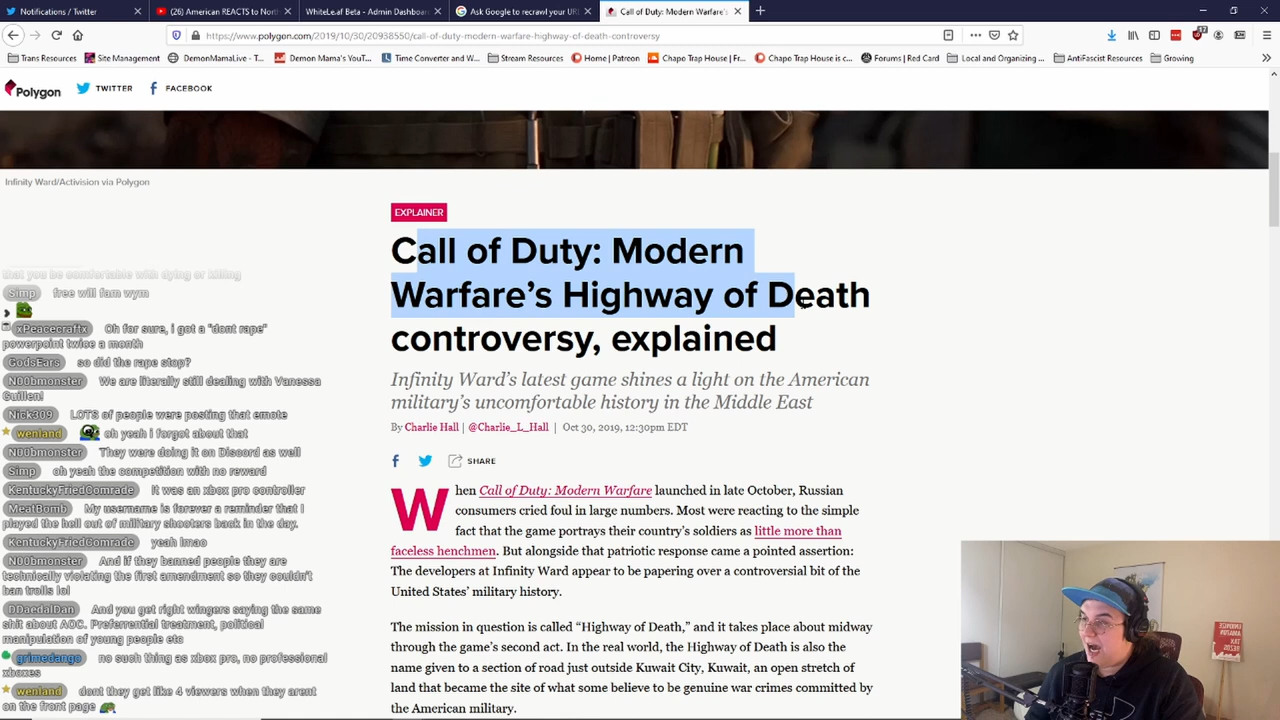 Notifications / Twitter
(26) American REACTS to North
WhiteLe.af Beta - Admin Dashboard
Ask Google to recrawl your URL
Call of Duty: Modern Warfare's
https://www.polygon.com/2019/10/30/20938550/call-of-duty-modern-warfare-highway-of-death-controversy
Trans Resources
Site Management
DemonMamaLive - T...
Demon Mama's YouT...
Time Converter and W...
Stream Resources
Home | Patreon
Chapo Trap House | Fr...
Chapo Trap House is c...
Forums | Red Card
Local and Organizing ...
AntiFascist Resources
Growing
Polygon
TWITTER
FACEBOOK
Infinity Ward/Activision via Polygon
EXPLAINER
Call of Duty: Modern
Warfare's Highway of Death
controversy, explained
Infinity Ward's latest game shines a light on the American
military's uncomfortable history in the Middle East
By Charlie Hall | @Charlie_L_Hall | Oct 30, 2019, 12:30pm EDT
SHARE
When Call of Duty: Modern Warfare launched in late October, Russian
consumers cried foul in large numbers. Most were reacting to the simple
fact that the game portrays their country's soldiers as little more than
faceless henchmen. But alongside that patriotic response came a pointed assertion:
The developers at Infinity Ward appear to be papering over a controversial bit of the
United States' military history.
The mission in question is called “Highway of Death,” and it takes place about midway
through the game's second act. In the real world, the Highway of Death is also the
name given to a section of road just outside Kuwait City, Kuwait, an open stretch of
land that became the site of what some believe to be genuine war crimes committed by
the American military.
that you be comfortable with dying or killing
Simp free will fam wym
xPeacecraftx Oh for sure, i got a "dont rape"
powerpoint twice a month
GodsEars so did the rape stop?
N00bmonster We are literally still dealing with Vanessa
Guillen!
Nick309 LOTS of people were posting that emote
wenland oh yeah i forgot about that
N00bmonster They were doing it on Discord as well
Simp oh yeah the competition with no reward
KentuckyFriedComrade It was an xbox pro controller
MeatBomb My username is forever a reminder that I
played the hell out of military shooters back in the day.
KentuckyFriedComrade yeah lmao
N00bmonster And if they banned people they are
technically violating the first amendment so they couldn't
ban trolls lol
DDaedalDan And you get right wingers saying the same
shit about AOC. Preferrential treatment, political
manipulation of young people etc
grimedango no such thing as xbox pro, no professional
xboxes
wenland dont they get like 4 viewers when they arent
on the front page